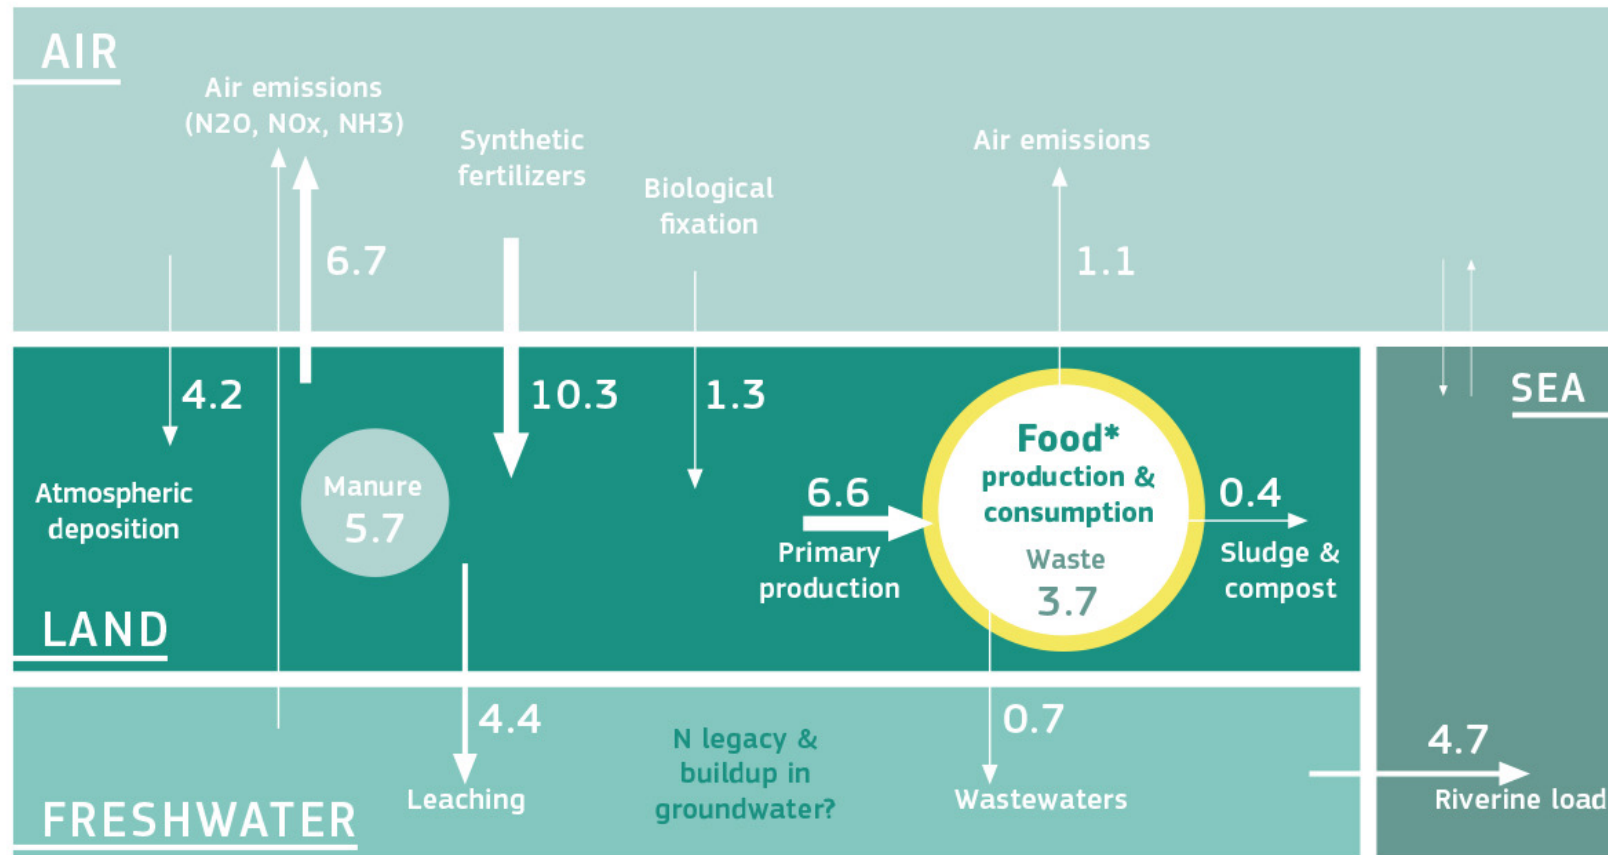 AIR
Air emissions
(N2O, NOx, NH3)
Synthetic
fertilizers
Biological
fixation
Air emissions
6.7
1.1
4.2
10.3
1.3
SEA
Atmospheric
deposition
Manure
5.7
6.6
Primary
production
Food*
production &
consumption
Waste
3.7
0.4
Sludge &
compost
LAND
4.4
Leaching
N legacy &
buildup in
groundwater?
0.7
Wastewaters
4.7
Riverine load
FRESHWATER